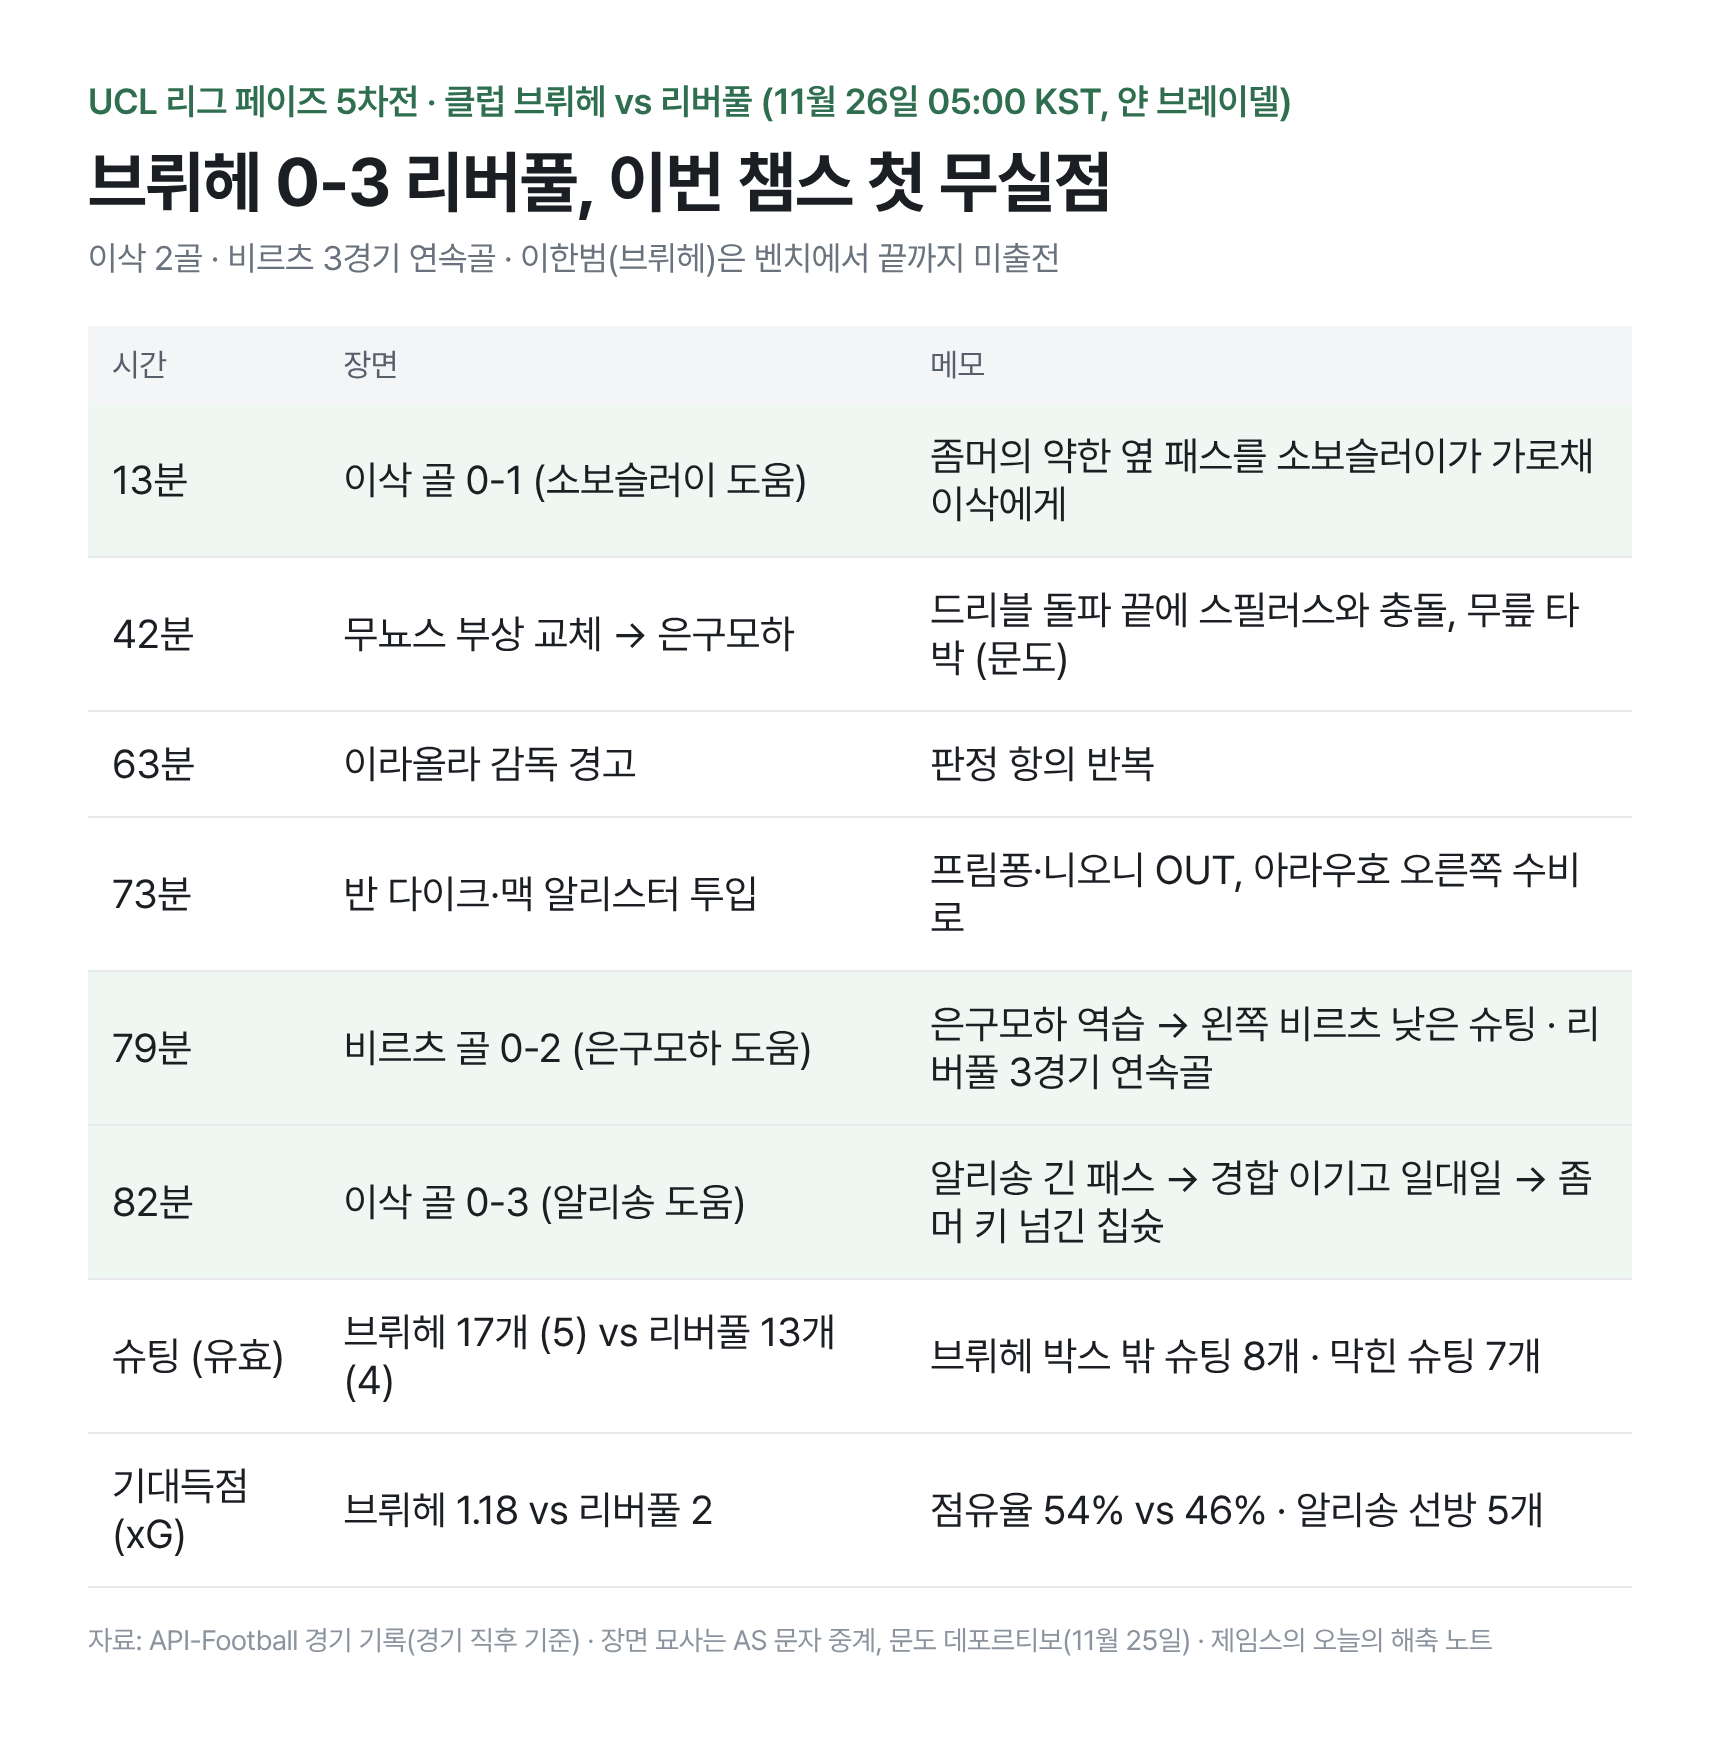 UCL 리그 페이즈 5차전 · 클럽 브뤼헤 vs 리버풀 (11월 26일 05:00 KST, 얀 브레이델)
브뤼헤 0-3 리버풀, 이번 챔스 첫 무실점
이삭 2골 · 비르츠 3경기 연속골 · 이한범(브뤼헤)은 벤치에서 끝까지 미출전
시간 장면 메모
13분 이삭 골 0-1 (소보슬러이 도움) 좀머의 약한 옆 패스를 소보슬러이가 가로채
이삭에게
42분 무뇨스 부상 교체 → 은구모하 드리블 돌파 끝에 스필러스와 충돌, 무릎 타
박 (문도)
63분 이라올라 감독 경고 판정 항의 반복
73분 반 다이크·맥 알리스터 투입 프림퐁·니오니 OUT, 아라우호 오른쪽 수비
로
79분 비르츠 골 0-2 (은구모하 도움) 은구모하 역습 → 왼쪽 비르츠 낮은 슈팅 · 리
버풀 3경기 연속골
82분 이삭 골 0-3 (알리송 도움) 알리송 긴 패스 → 경합 이기고 일대일 → 좀
머 키 넘긴 칩슛
슈팅 (유효) 브뤼헤 17개 (5) vs 리버풀 13개
(4)
브뤼헤 박스 밖 슈팅 8개 · 막힌 슈팅 7개
기대득점
(xG)
브뤼헤 1.18 vs 리버풀 2 점유율 54% vs 46% · 알리송 선방 5개
자료: API-Football 경기 기록(경기 직후 기준) · 장면 묘사는 AS 문자 중계, 문도 데포르티보(11월 25일) · 제임스의 오늘의 해축 노트